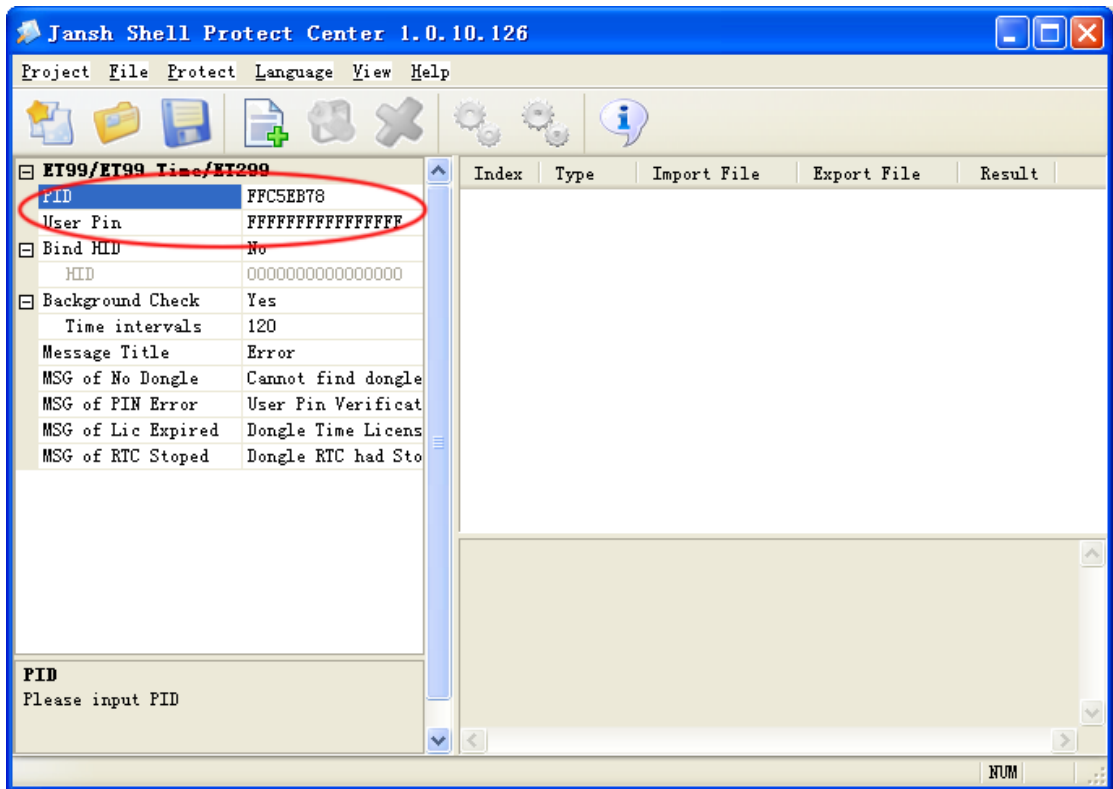 Jansh Shell Protect Center 1.0.10.126
Project File Protect Language View Help
ET99/ET99 Time/ET299
PID FFC5EB78
User Pin FFFFFFFFFFFFFFFF
Bind HID No
HID 0000000000000000
Background Check Yes
Time intervals 120
Message Title Error
MSG of No Dongle Cannot find dongle
MSG of PIN Error User Pin Verificat
MSG of Lic Expired Dongle Time Licens
MSG of RTC Stoped Dongle RTC had Sto
PID
Please input PID
Index Type Import File Export File Result
NUM